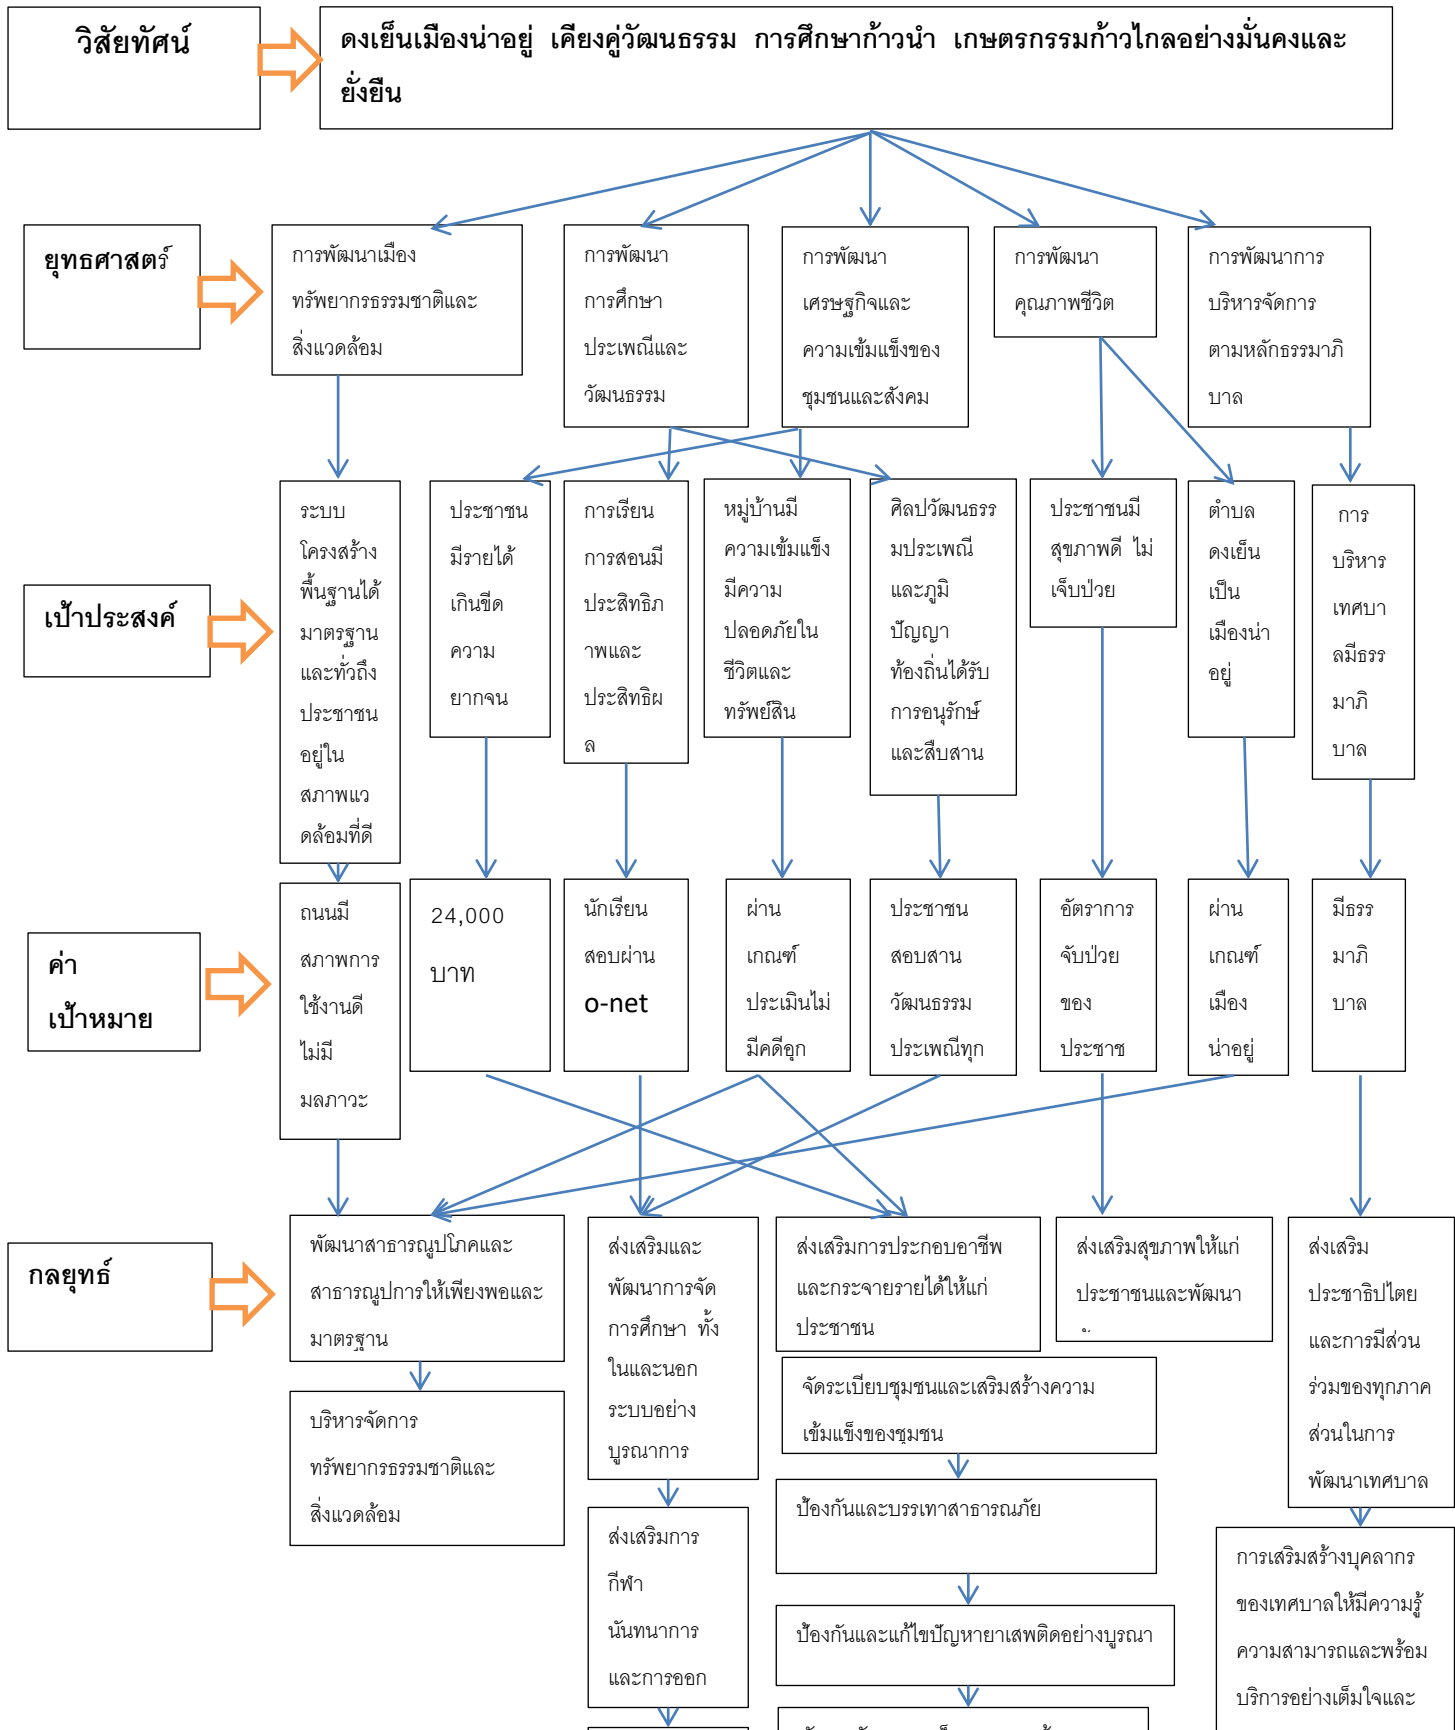 วิสัยทัศน์
ดงเย็นเมืองน่าอยู่ เคียงคู่วัฒนธรรม การศึกษาก้าวนำ เกษตรกรรมก้าวไกลอย่างมั่นคงและ
ยั่งยืน
ยุทธศาสตร์
การพัฒนาเมือง
ทรัพยากรธรรมชาติและ
สิ่งแวดล้อม
การพัฒนา
การศึกษา
ประเพณีและ
วัฒนธรรม
การพัฒนา
เศรษฐกิจและ
ความเข้มแข็งของ
ชุมชนและสังคม
การพัฒนา
คุณภาพชีวิต
การพัฒนาการ
บริหารจัดการ
ตามหลักธรรมาภิ
บาล
เป้าประสงค์
ระบบ
โครงสร้าง
พื้นฐานได้
มาตรฐาน
และทั่วถึง
ประชาชน
อยู่ใน
สภาพแว
ดล้อมที่ดี
ประชาชน
มีรายได้
เกินขีด
ความ
ยากจน
การเรียน
การสอนมี
ประสิทธิภ
าพและ
ประสิทธิผ
ล
หมู่บ้านมี
ความเข้มแข็ง
มีความ
ปลอดภัยใน
ชีวิตและ
ทรัพย์สิน
ศิลปวัฒนธรร
มประเพณี
และภูมิ
ปัญญา
ท้องถิ่นได้รับ
การอนุรักษ์
และสืบสาน
ประชาชนมี
สุขภาพดี ไม่
เจ็บป่วย
ตำบล
ดงเย็น
เป็น
เมืองน่า
อยู่
การ
บริหาร
เทศบา
ลมีธรร
มาภิ
บาล
ค่า
เป้าหมาย
ถนนมี
สภาพการ
ใช้งานดี
ไม่มี
มลภาวะ
24,000
บาท
นักเรียน
สอบผ่าน
o-net
ผ่าน
เกณฑ์
ประเมินไม่
มีคดีอุก
ประชาชน
สอบสาน
วัฒนธรรม
ประเพณีทุก
อัตราการ
จับป่วย
ของ
ประชาช
ผ่าน
เกณฑ์
เมือง
น่าอยู่
มีธรร
มาภิ
บาล
กลยุทธ์
พัฒนาสาธารณูปโภคและ
สาธารณูปการให้เพียงพอและ
มาตรฐาน
บริหารจัดการ
ทรัพยากรธรรมชาติและ
สิ่งแวดล้อม
ส่งเสริมและ
พัฒนาการจัด
การศึกษา ทั้ง
ในและนอก
ระบบอย่าง
บูรณาการ
ส่งเสริมการ
กีฬา
นันทนาการ
และการออก
ส่งเสริมการประกอบอาชีพ
และกระจายรายได้ให้แก่
ประชาชน
จัดระเบียบชุมชนและเสริมสร้างความ
เข้มแข็งของชุมชน
ป้องกันและบรรเทาสาธารณภัย
ป้องกันและแก้ไขปัญหายาเสพติดอย่างบูรณา
ส่งเสริมสุขภาพให้แก่
ประชาชนและพัฒนา
ส่งเสริม
ประชาธิปไตย
และการมีส่วน
ร่วมของทุกภาค
ส่วนในการ
พัฒนาเทศบาล
การเสริมสร้างบุคลากร
ของเทศบาลให้มีความรู้
ความสามารถและพร้อม
บริการอย่างเต็มใจและ